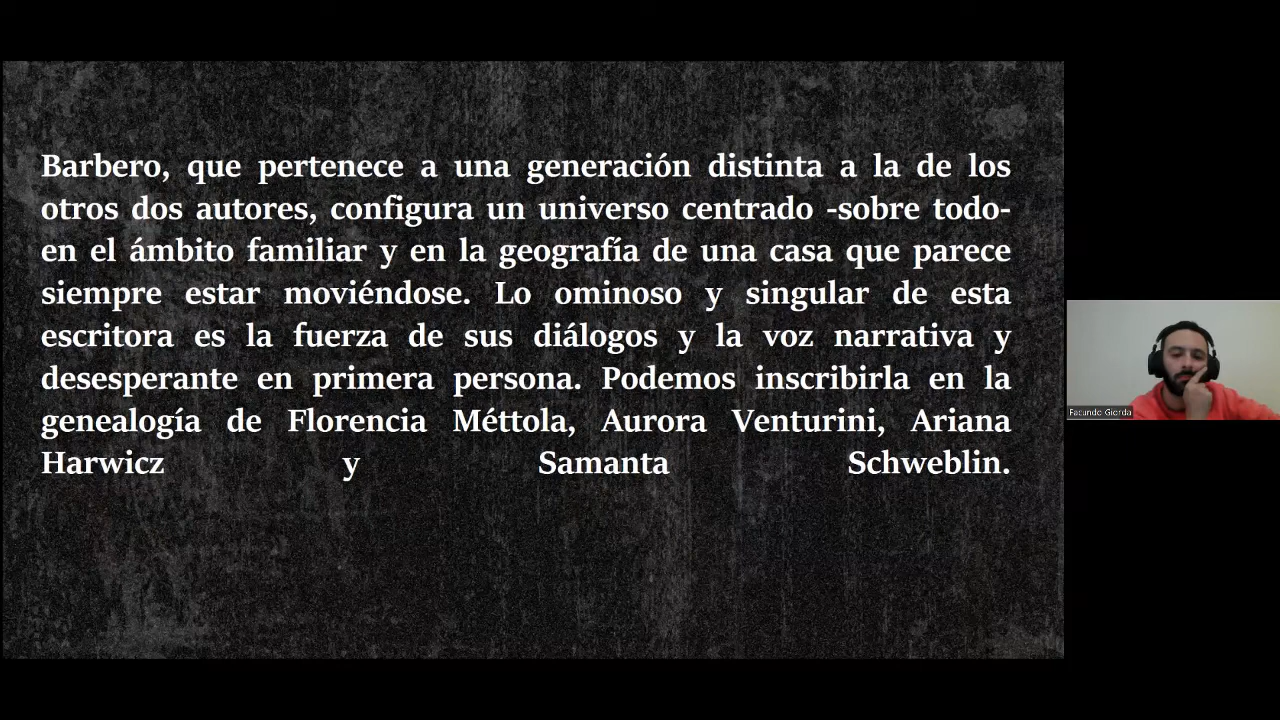 Barbero, que pertenece a una generación distinta a la de los
otros dos autores, configura un universo centrado -sobre todo-
en el ámbito familiar y en la geografía de una casa que parece
siempre estar moviéndose. Lo ominoso y singular de esta
escritora es la fuerza de sus diálogos y la voz narrativa y
desesperante en primera persona. Podemos inscribirla en la
genealogía de Florencia Méttola, Aurora Venturini, Ariana
Harwicz y Samanta Schweblin.
Facundo Giorda